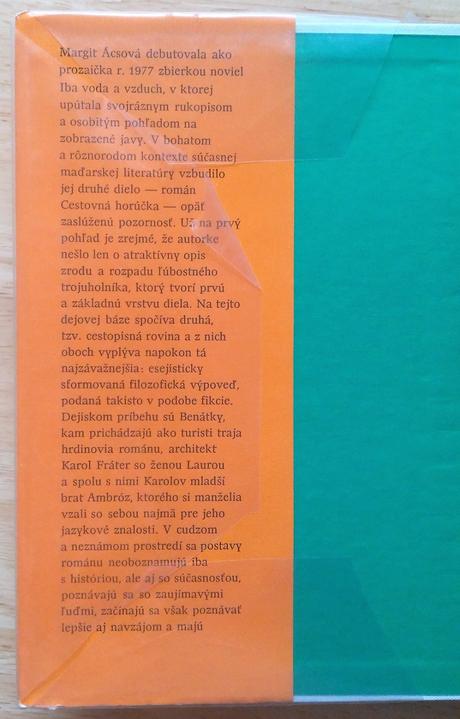 Margit Ácsová debutovala ako
prozaička r. 1977 zbierkou noviel
Iba voda a vzduch, v ktorej
upútala svojráznym rukopisom
a osobitým pohľadom na
zobrazené javy. V bohatom
a rôznorodom kontexte súčasnej
maďarskej literatúry vzbudilo
jej druhé dielo — román
Cestovná horúčka — opäť
zaslúženú pozornosť. Už na prvý
pohľad je zrejmé, že autorke
nešlo len o atraktívny opis
zrodu a rozpadu ľúbostného
trojuholníka, ktorý tvorí prvú
a základnú vrstvu diela. Na tejto
dejovej báze spočíva druhá,
tzv. cestopisná rovina a z nich
oboch vyplýva napokon tá
najzávažnejšia: esejisticky
sformovaná filozofická výpoveď,
podaná takisto v podobe fikcie.
Dejiskom príbehu sú Benátky,
kam prichádzajú ako turisti traja
hrdinovia románu, architekt
Karol Fráter so ženou Laurou
a spolu s nimi Karolov mladší
brat Ambróz, ktorého si manželia
vzali so sebou najmä pre jeho
jazykové znalosti. V cudzom
a neznámom prostredí sa postavy
románu neoboznamujú iba
s históriou, ale aj so súčasnosťou,
poznávajú sa so zaujímavými
ľuďmi, začínajú sa však poznávať
lepšie aj navzájom a majú